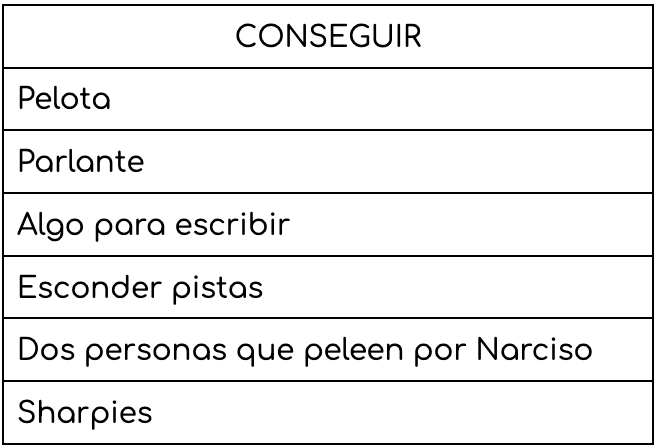 CONSEGUIR
Pelota
Parlante
Algo para escribir
Esconder pistas
Dos personas que peleen por Narciso
Sharpies